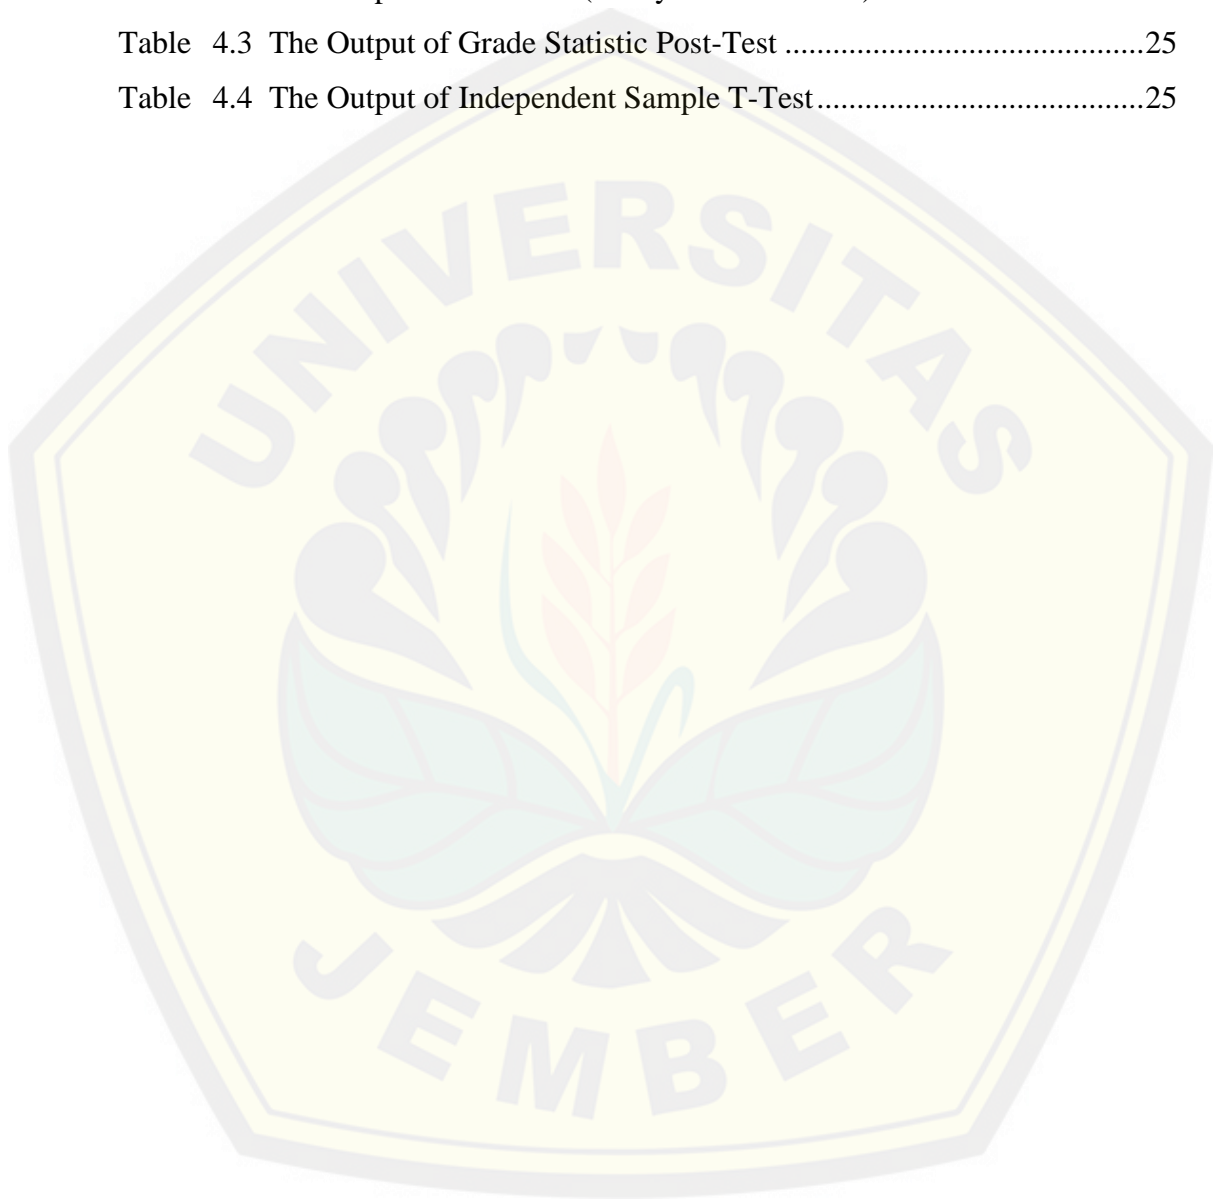 Table 4.3 The Output of Grade Statistic Post-Test ........................................25
Table 4.4 The Output of Independent Sample T-Test....................................25
UNIVERSITAS
JEMBER